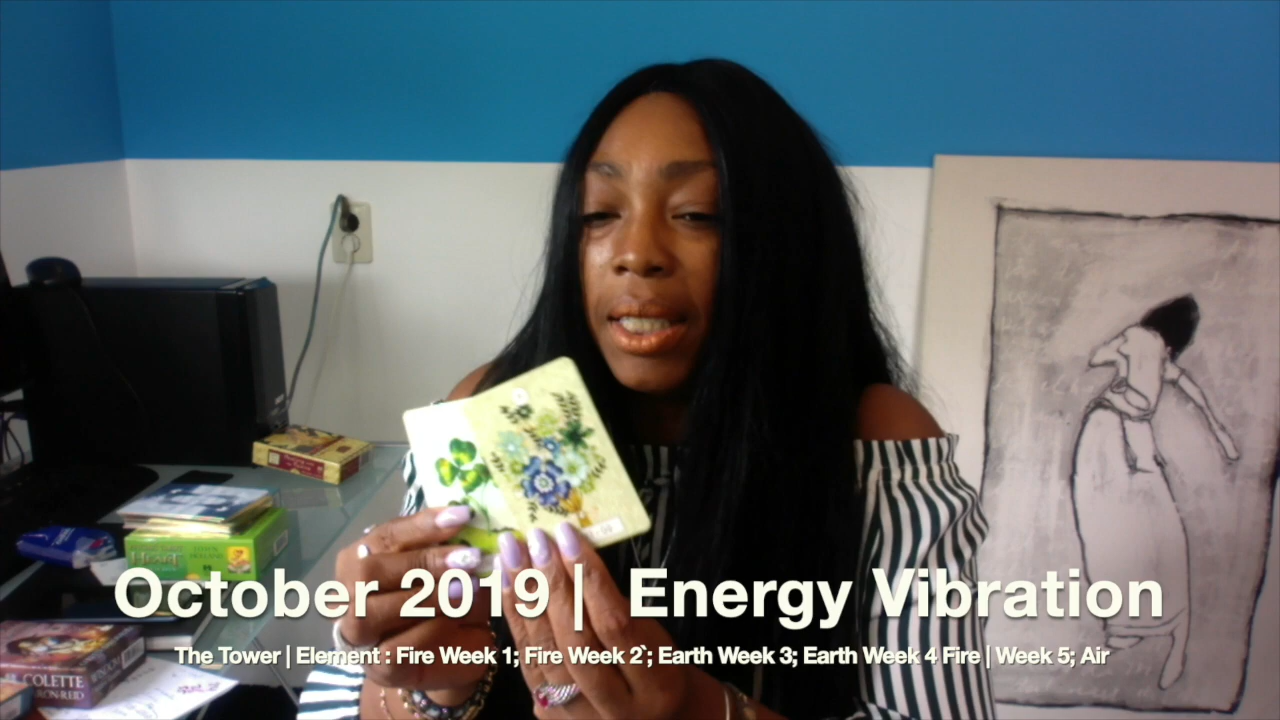 October 2019 | Energy Vibration
The Tower | Element : Fire Week 1; Fire Week 2`; Earth Week 3; Earth Week 4 Fire | Week 5; Air
COLETTE